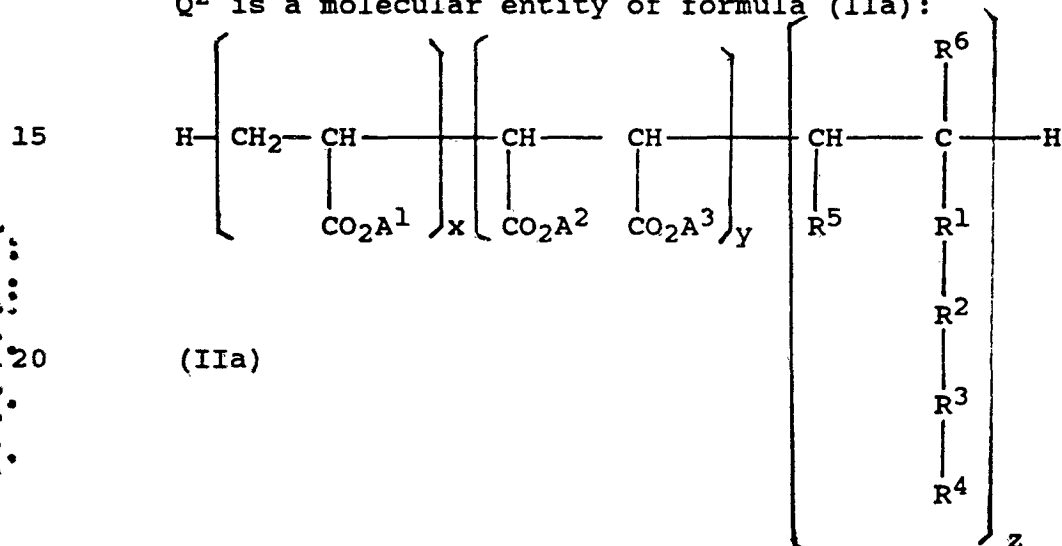 Q² is a molecular entity of formula (IIa):
R⁶
15 H CH₂ CH CH CH CH C H
CO₂A¹ x CO₂A² CO₂A³ y R⁵ R¹
R²
20 (IIa)
R³
R⁴
z